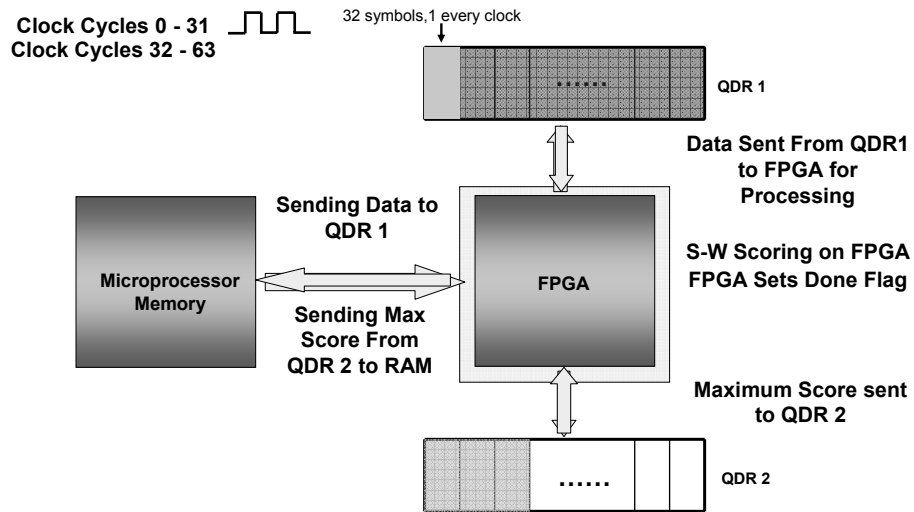 Clock Cycles 0 - 31
Clock Cycles 32 - 63
32 symbols,1 every clock
......
QDR 1
Data Sent From QDR1
to FPGA for
Processing
Sending Data to
QDR 1
Microprocessor
Memory
FPGA
S-W Scoring on FPGA
FPGA Sets Done Flag
Sending Max
Score From
QDR 2 to RAM
Maximum Score sent
to QDR 2
......
QDR 2